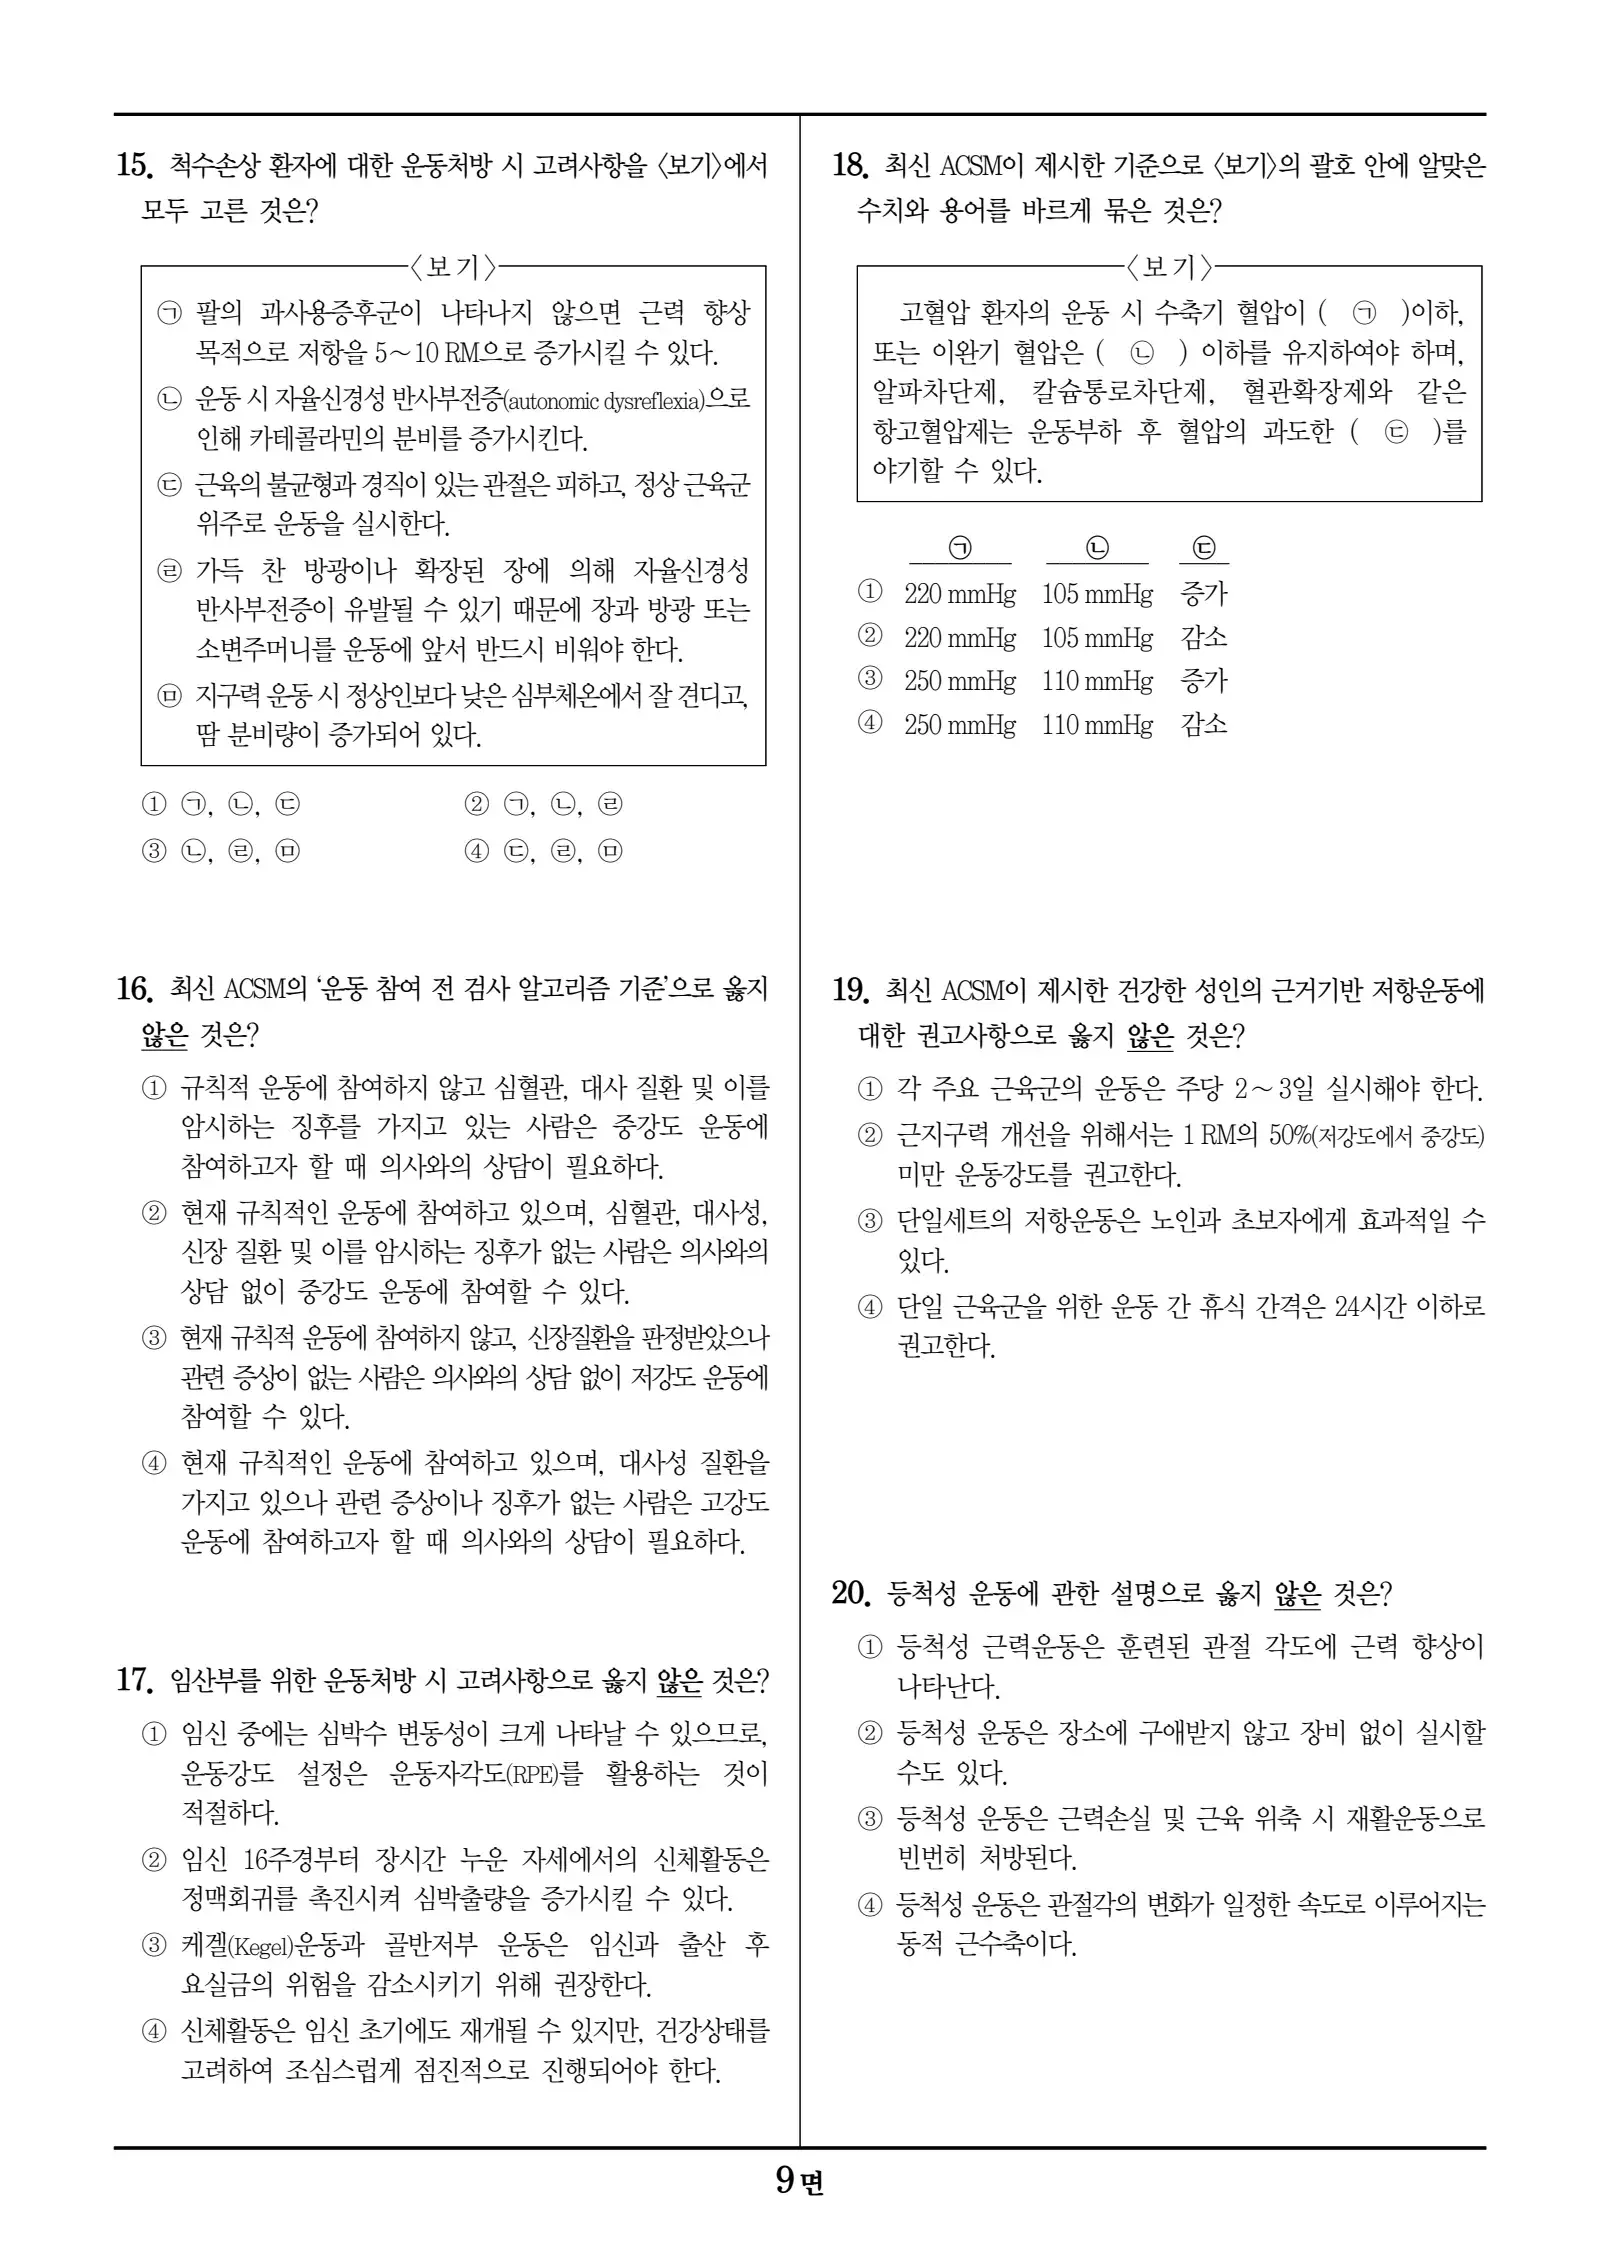 15. 척수손상 환자에 대한 운동처방 시 고려사항을 〈보기〉에서
모두 고른 것은?
〈보기〉
㉠ 팔의 과사용증후군이 나타나지 않으면 근력 향상
목적으로 저항을 5～10 RM으로 증가시킬 수 있다.
㉡ 운동 시 자율신경성 반사부전증(autonomic dysreflexia)으로
인해 카테콜라민의 분비를 증가시킨다.
㉢ 근육의 불균형과 경직이 있는 관절은 피하고, 정상 근육군
위주로 운동을 실시한다.
㉣ 가득 찬 방광이나 확장된 장에 의해 자율신경성
반사부전증이 유발될 수 있기 때문에 장과 방광 또는
소변주머니를 운동에 앞서 반드시 비워야 한다.
㉤ 지구력 운동 시 정상인보다 낮은 심부체온에서 잘 견디고,
땀 분비량이 증가되어 있다.
① ㉠, ㉡, ㉢ ② ㉠, ㉡, ㉣
③ ㉡, ㉣, ㉤ ④ ㉢, ㉣, ㉤
16. 최신 ACSM의 ‘운동 참여 전 검사 알고리즘 기준’으로 옳지
않은 것은?
① 규칙적 운동에 참여하지 않고 심혈관, 대사 질환 및 이를
암시하는 징후를 가지고 있는 사람은 중강도 운동에
참여하고자 할 때 의사와의 상담이 필요하다.
② 현재 규칙적인 운동에 참여하고 있으며, 심혈관, 대사성,
신장 질환 및 이를 암시하는 징후가 없는 사람은 의사와의
상담 없이 중강도 운동에 참여할 수 있다.
③ 현재 규칙적 운동에 참여하지 않고, 신장질환을 판정받았으나
관련 증상이 없는 사람은 의사와의 상담 없이 저강도 운동에
참여할 수 있다.
④ 현재 규칙적인 운동에 참여하고 있으며, 대사성 질환을
가지고 있으나 관련 증상이나 징후가 없는 사람은 고강도
운동에 참여하고자 할 때 의사와의 상담이 필요하다.
17. 임산부를 위한 운동처방 시 고려사항으로 옳지 않은 것은?
① 임신 중에는 심박수 변동성이 크게 나타날 수 있으므로,
운동강도 설정은 운동자각도(RPE)를 활용하는 것이
적절하다.
② 임신 16주경부터 장시간 누운 자세에서의 신체활동은
정맥회귀를 촉진시켜 심박출량을 증가시킬 수 있다.
③ 케겔(Kegel)운동과 골반저부 운동은 임신과 출산 후
요실금의 위험을 감소시키기 위해 권장한다.
④ 신체활동은 임신 초기에도 재개될 수 있지만, 건강상태를
고려하여 조심스럽게 점진적으로 진행되어야 한다.
18. 최신 ACSM이 제시한 기준으로 〈보기〉의 괄호 안에 알맞은
수치와 용어를 바르게 묶은 것은?
〈보기〉
고혈압 환자의 운동 시 수축기 혈압이 ( ㉠ )이하,
또는 이완기 혈압은 ( ㉡ ) 이하를 유지하여야 하며,
알파차단제, 칼슘통로차단제, 혈관확장제와 같은
항고혈압제는 운동부하 후 혈압의 과도한 ( ㉢ )를
야기할 수 있다.
㉠ ㉡ ㉢
① 220 mmHg 105 mmHg 증가
② 220 mmHg 105 mmHg 감소
③ 250 mmHg 110 mmHg 증가
④ 250 mmHg 110 mmHg 감소
19. 최신 ACSM이 제시한 건강한 성인의 근거기반 저항운동에
대한 권고사항으로 옳지 않은 것은?
① 각 주요 근육군의 운동은 주당 2～3일 실시해야 한다.
② 근지구력 개선을 위해서는 1 RM의 50%(저강도에서 중강도)
미만 운동강도를 권고한다.
③ 단일세트의 저항운동은 노인과 초보자에게 효과적일 수
있다.
④ 단일 근육군을 위한 운동 간 휴식 간격은 24시간 이하로
권고한다.
20. 등척성 운동에 관한 설명으로 옳지 않은 것은?
① 등척성 근력운동은 훈련된 관절 각도에 근력 향상이
나타난다.
② 등척성 운동은 장소에 구애받지 않고 장비 없이 실시할
수도 있다.
③ 등척성 운동은 근력손실 및 근육 위축 시 재활운동으로
빈번히 처방된다.
④ 등척성 운동은 관절각의 변화가 일정한 속도로 이루어지는
동적 근수축이다.
9면